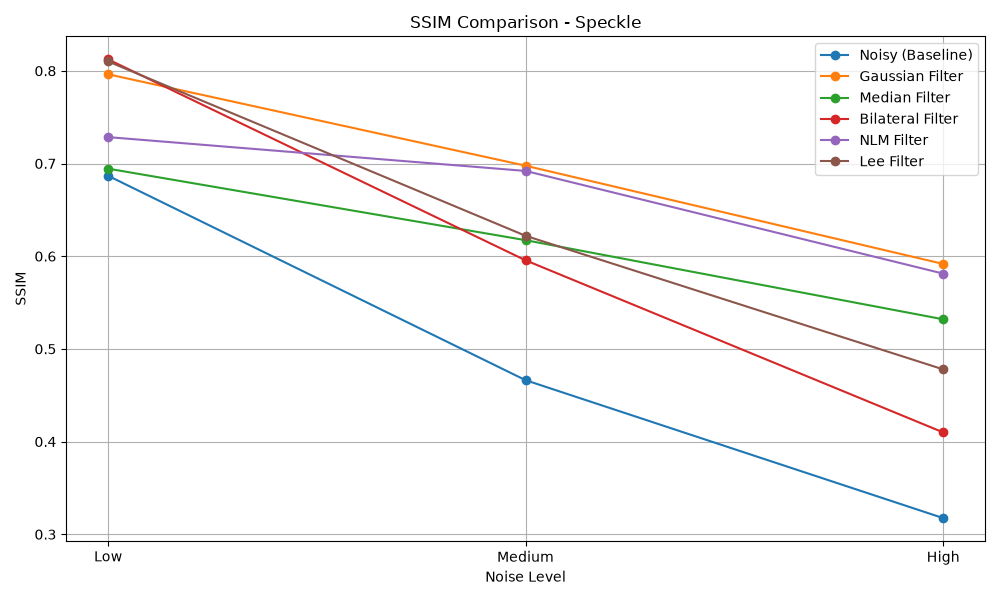 SSIM Comparison - Speckle
Noisy (Baseline)
Gaussian Filter
Median Filter
Bilateral Filter
NLM Filter
Lee Filter
SSIM
0.8
0.7
0.6
0.5
0.4
0.3
Low
Medium
High
Noise Level